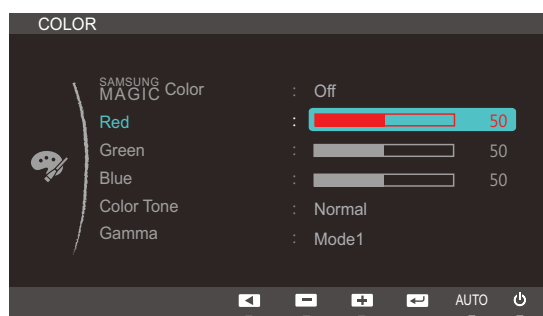 COLOR
SAMSUNG MAGIC Color : Off
Red : 50
Green : 50
Blue : 50
Color Tone : Normal
Gamma : Mode1
AUTO